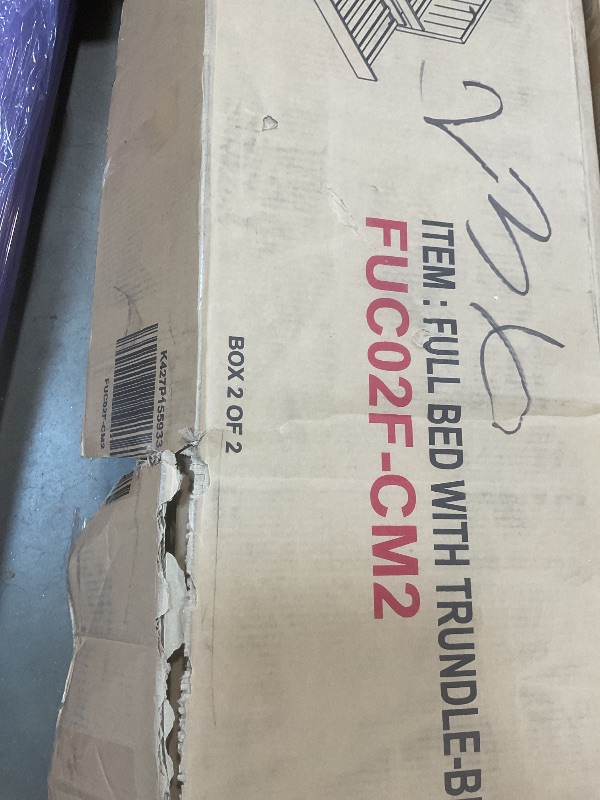 236
ITEM : FULL BED WITH TRUNDLE-B
FUC02F-CM2
BOX 2 OF 2
K427P155933
FUC02F-CM2